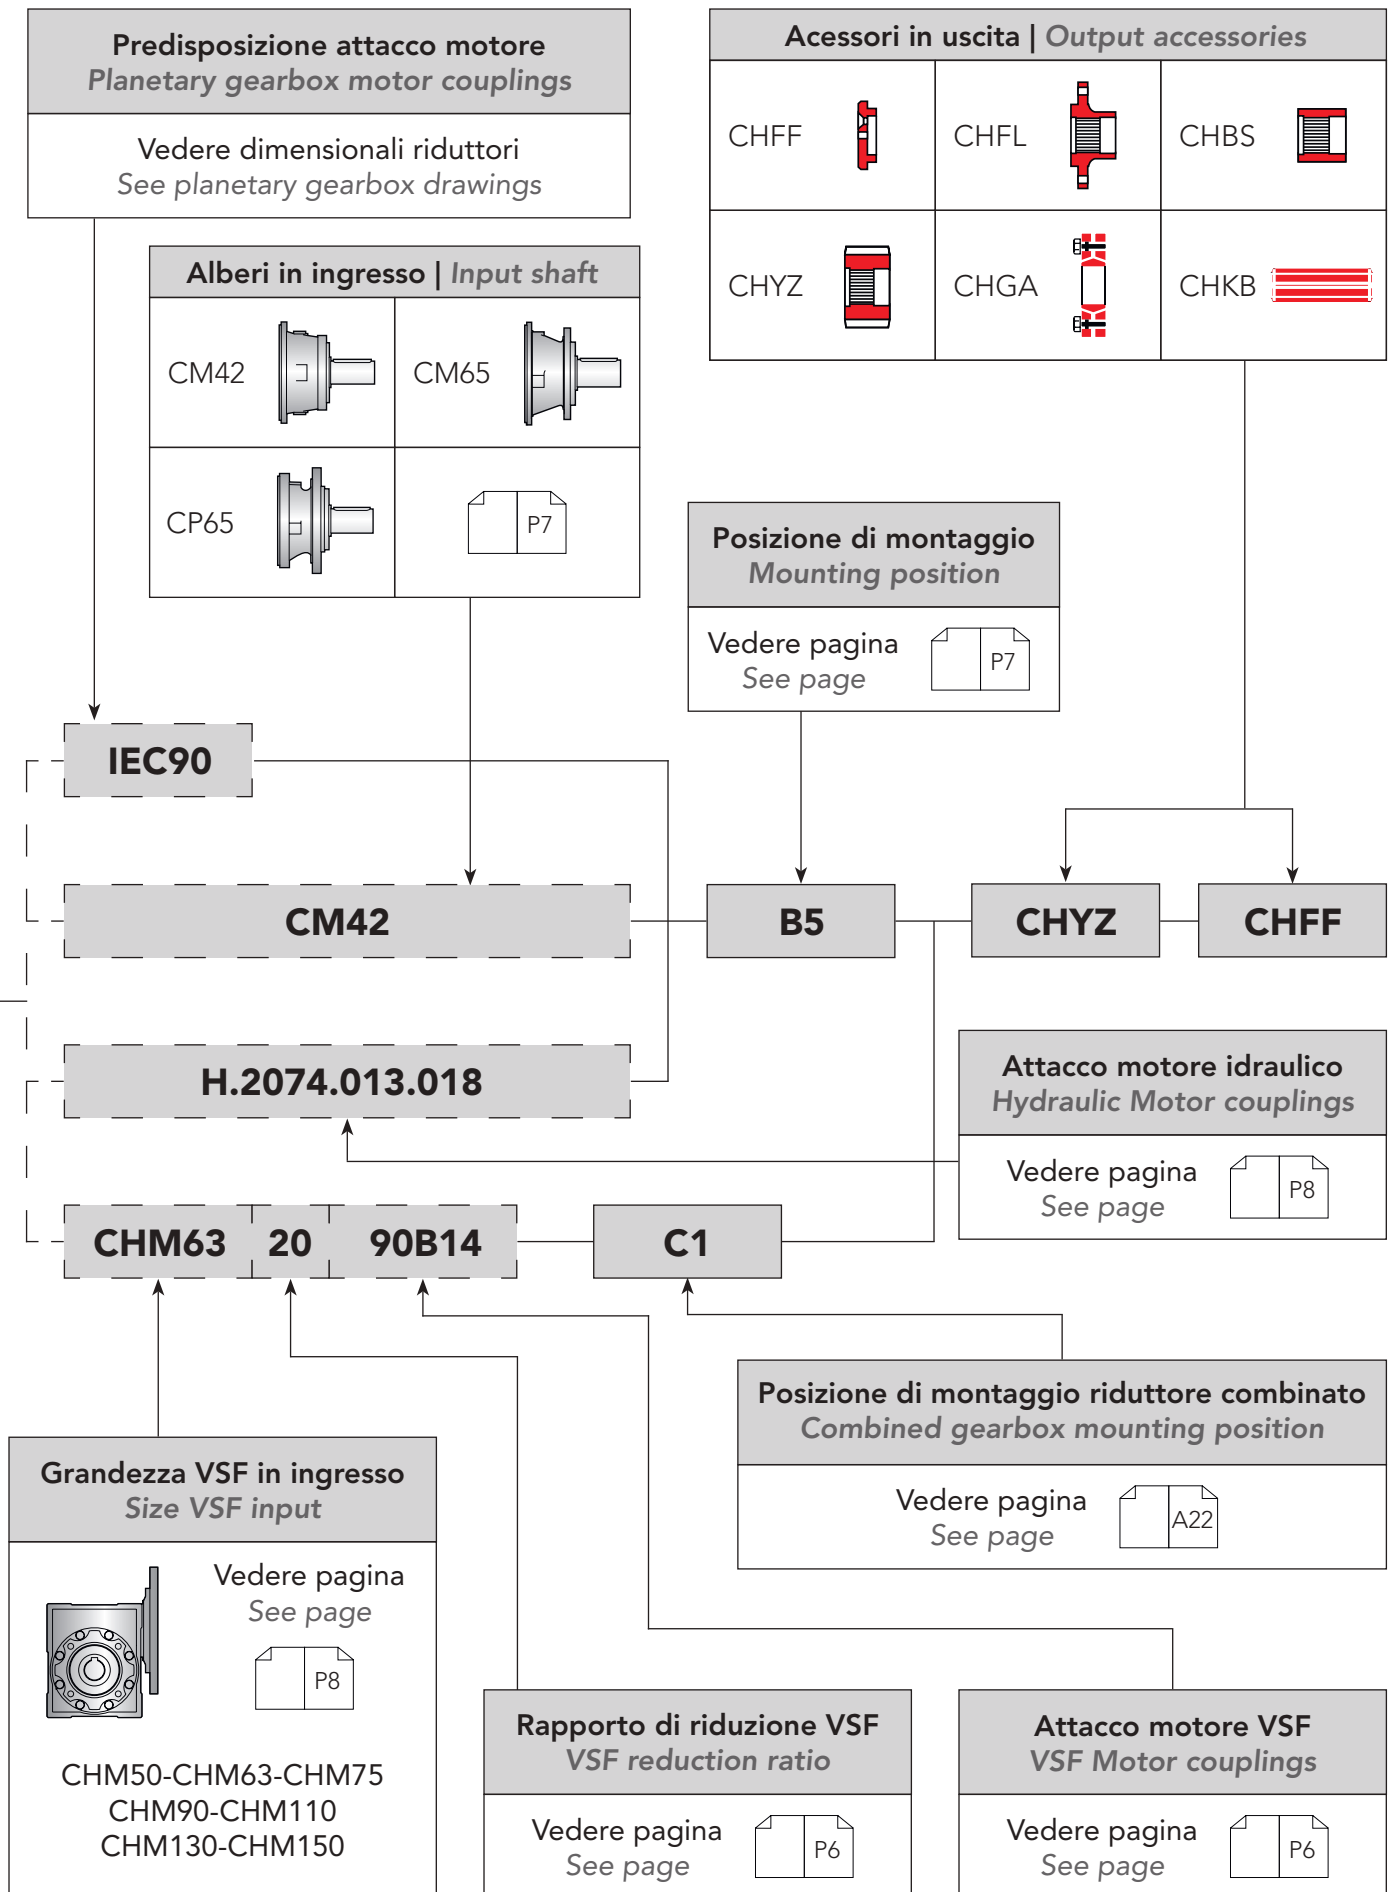 Predisposizione attacco motore
Planetary gearbox motor couplings
Vedere dimensionali riduttori
See planetary gearbox drawings
Acessori in uscita | Output accessories
CHFF
CHFL
CHBS
CHYZ
CHGA
CHKB
Alberi in ingresso | Input shaft
CM42
CM65
CP65
P7
Posizione di montaggio
Mounting position
Vedere pagina
See page
P7
IEC90
CM42
B5
CHYZ
CHFF
H.2074.013.018
Attacco motore idraulico
Hydraulic Motor couplings
Vedere pagina
See page
P8
CHM63
20
90B14
C1
Posizione di montaggio riduttore combinato
Combined gearbox mounting position
Vedere pagina
See page
A22
Grandezza VSF in ingresso
Size VSF input
Vedere pagina
See page
P8
CHM50-CHM63-CHM75
CHM90-CHM110
CHM130-CHM150
Rapporto di riduzione VSF
VSF reduction ratio
Vedere pagina
See page
P6
Attacco motore VSF
VSF Motor couplings
Vedere pagina
See page
P6